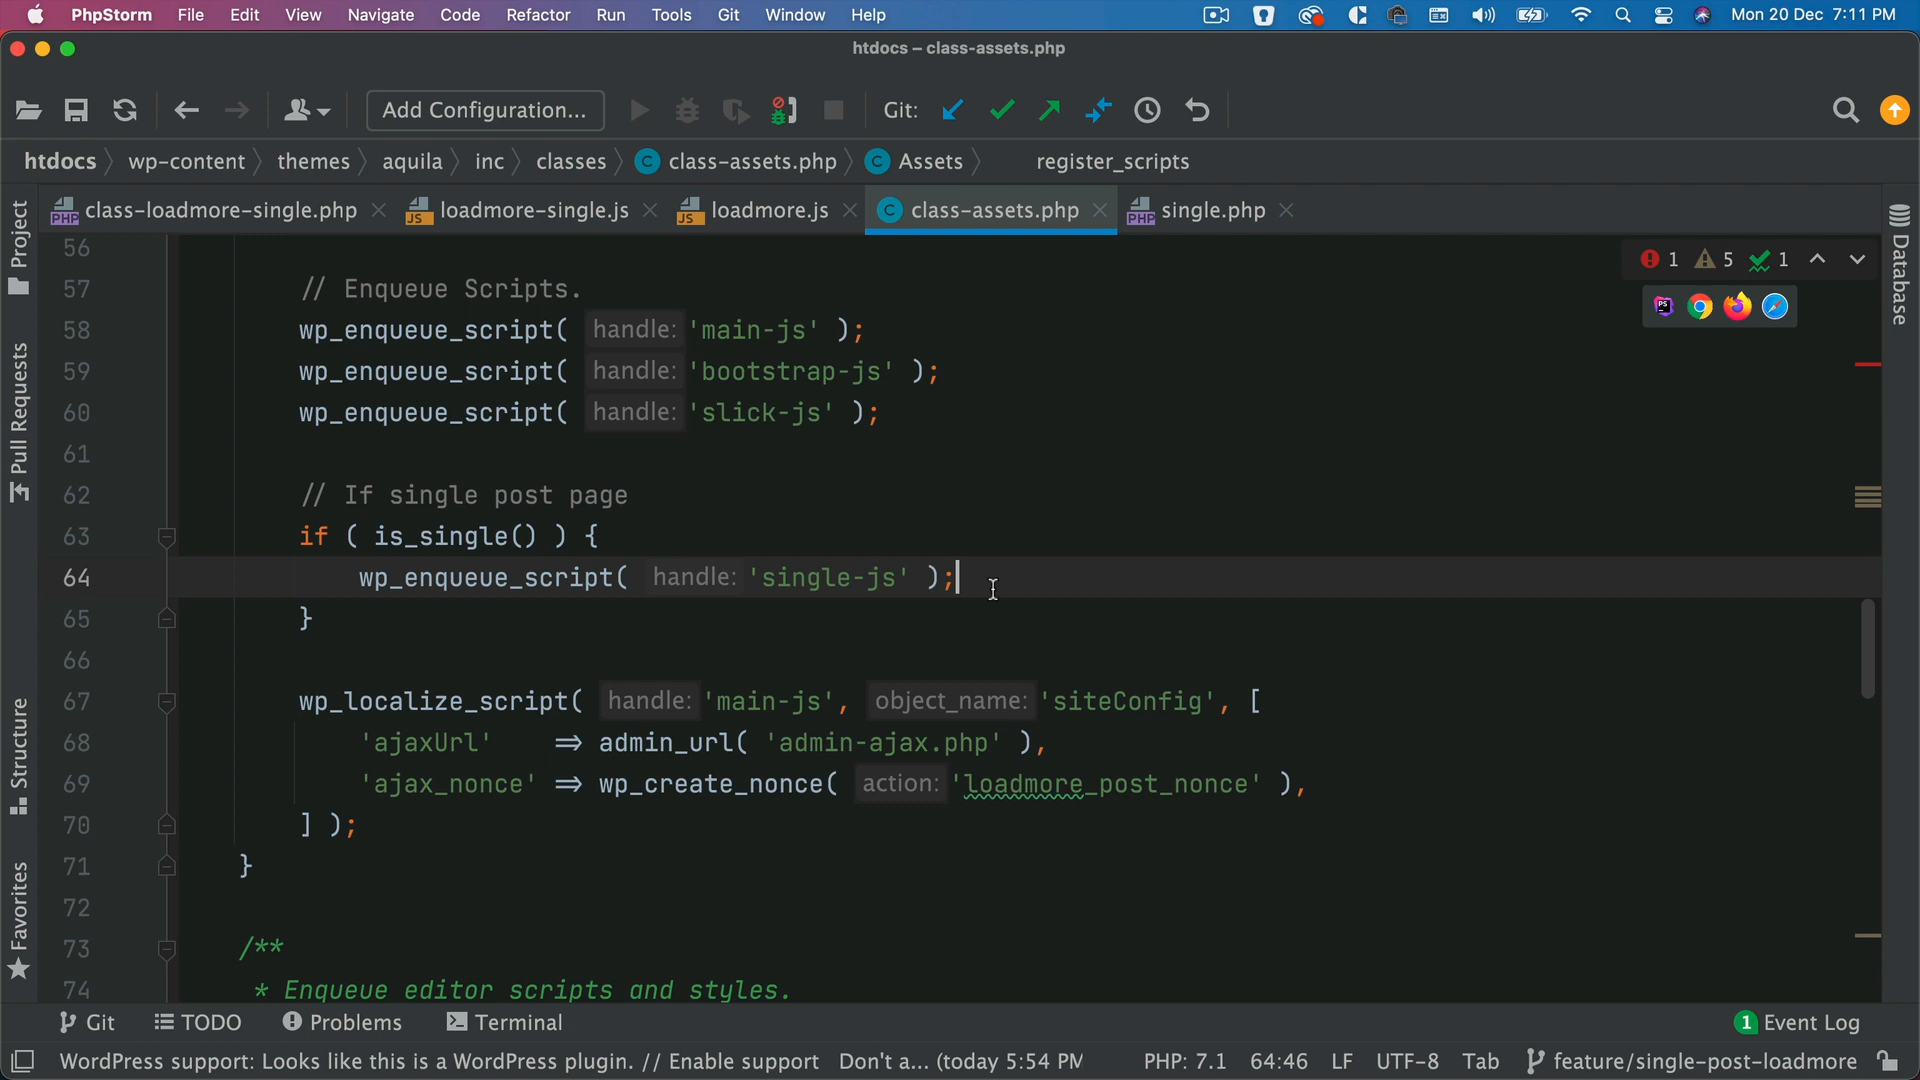 PhpStorm File Edit View Navigate Code Refactor Run Tools Git Window Help Mon 20 Dec 7:11 PM
htdocs – class-assets.php
Add Configuration... Git:
htdocs wp-content themes aquila inc classes C class-assets.php C Assets register_scripts
PHP class-loadmore-single.php JS loadmore-single.js JS loadmore.js C class-assets.php PHP single.php
Project
Pull Requests
Structure
Favorites
Database
1 5 1
PS
56
57 // Enqueue Scripts.
58 wp_enqueue_script( handle: 'main-js' );
59 wp_enqueue_script( handle: 'bootstrap-js' );
60 wp_enqueue_script( handle: 'slick-js' );
61
62 // If single post page
63 if ( is_single() ) {
64 wp_enqueue_script( handle: 'single-js' );
65 }
66
67 wp_localize_script( handle: 'main-js', object_name: 'siteConfig', [
68 'ajaxUrl' => admin_url( 'admin-ajax.php' ),
69 'ajax_nonce' => wp_create_nonce( action: 'loadmore_post_nonce' ),
70 ] );
71 }
72
73 /**
74 * Enqueue editor scripts and styles.
Git TODO Problems Terminal 1 Event Log
WordPress support: Looks like this is a WordPress plugin. // Enable support Don't a... (today 5:54 PM PHP: 7.1 64:46 LF UTF-8 Tab feature/single-post-loadmore